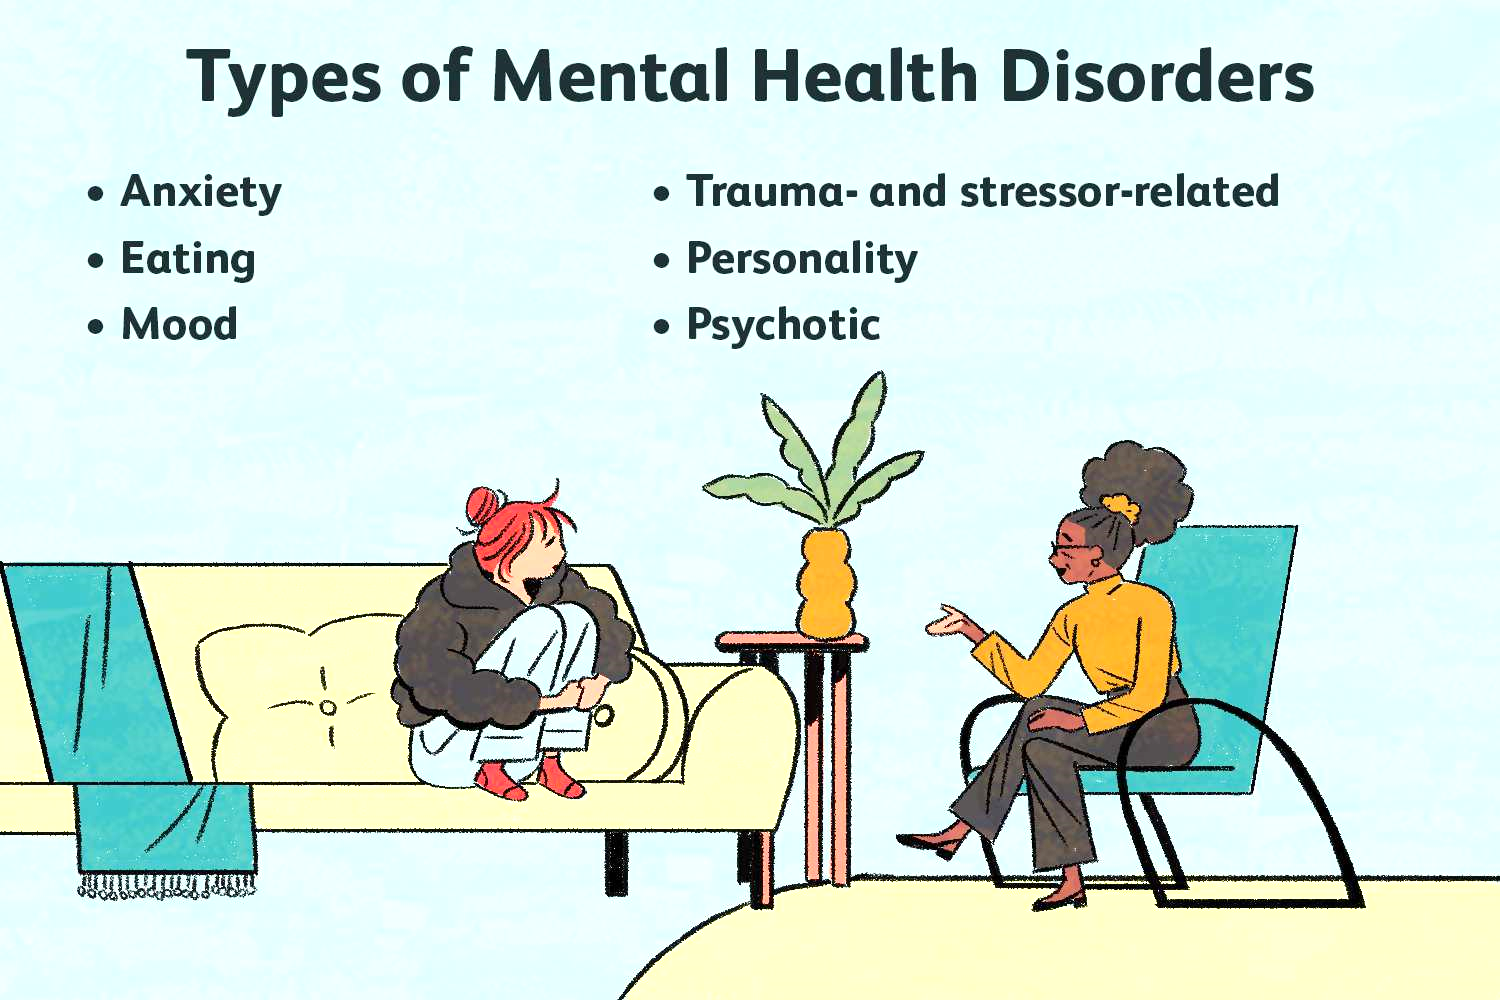 Types of Mental Health Disorders
• Anxiety
• Eating
• Mood
• Trauma- and stressor-related
• Personality
• Psychotic